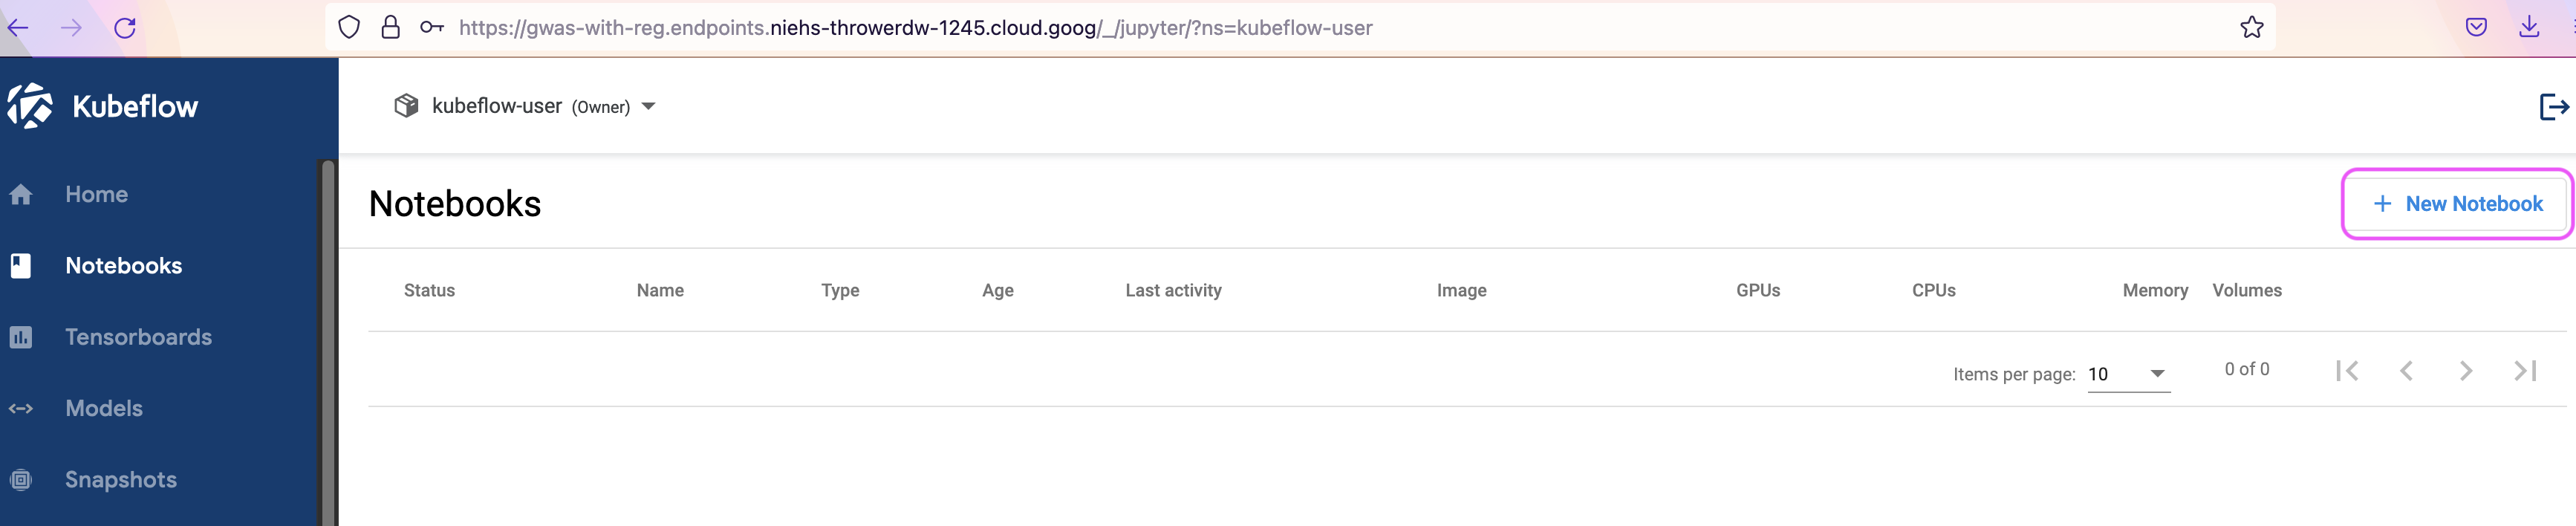 https://gwas-with-reg.endpoints.niehs-throwerdw-1245.cloud.goog/_/jupyter/?ns=kubeflow-user
Kubeflow
kubeflow-user (Owner)
Home
Notebooks
Tensorboards
Models
Snapshots
Notebooks
+ New Notebook
Status Name Type Age Last activity Image GPUs CPUs Memory Volumes
Items per page: 10 0 of 0